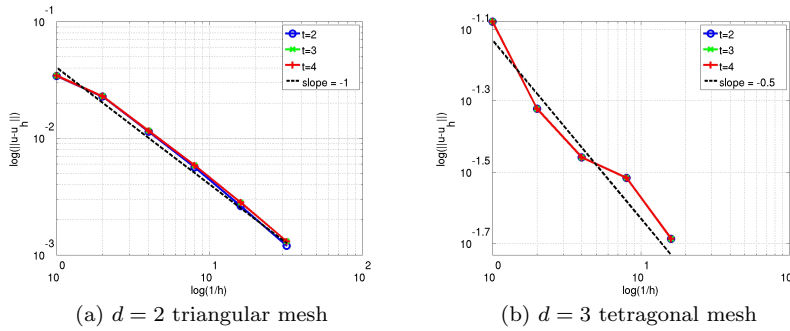 10^-1
10^-2
10^-3
log(||u-u_h||)
t=2
t=3
t=4
slope = -1
10^0
10^1
10^2
log(1/h)
(a) d = 2 triangular mesh
10^-1.1
10^-1.3
10^-1.5
10^-1.7
log(||u-u_h||)
t=2
t=3
t=4
slope = -0.5
10^0
10^1
10
log(1/h)
(b) d = 3 tetragonal mesh